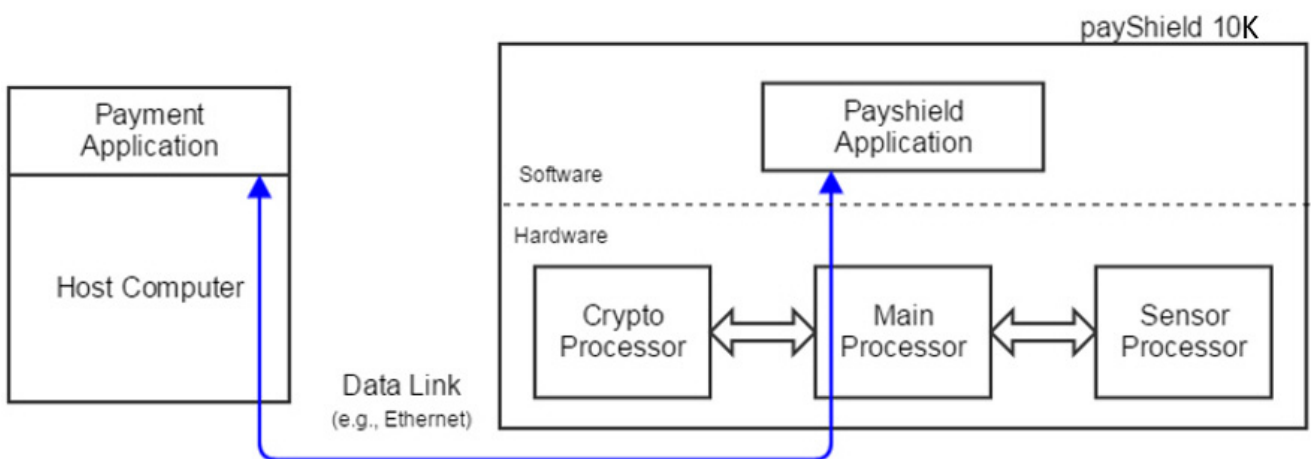 payShield 10K
Payment
Application
Host Computer
Data Link
(e.g., Ethernet)
Payshield
Application
Software
Hardware
Crypto
Processor
Main
Processor
Sensor
Processor